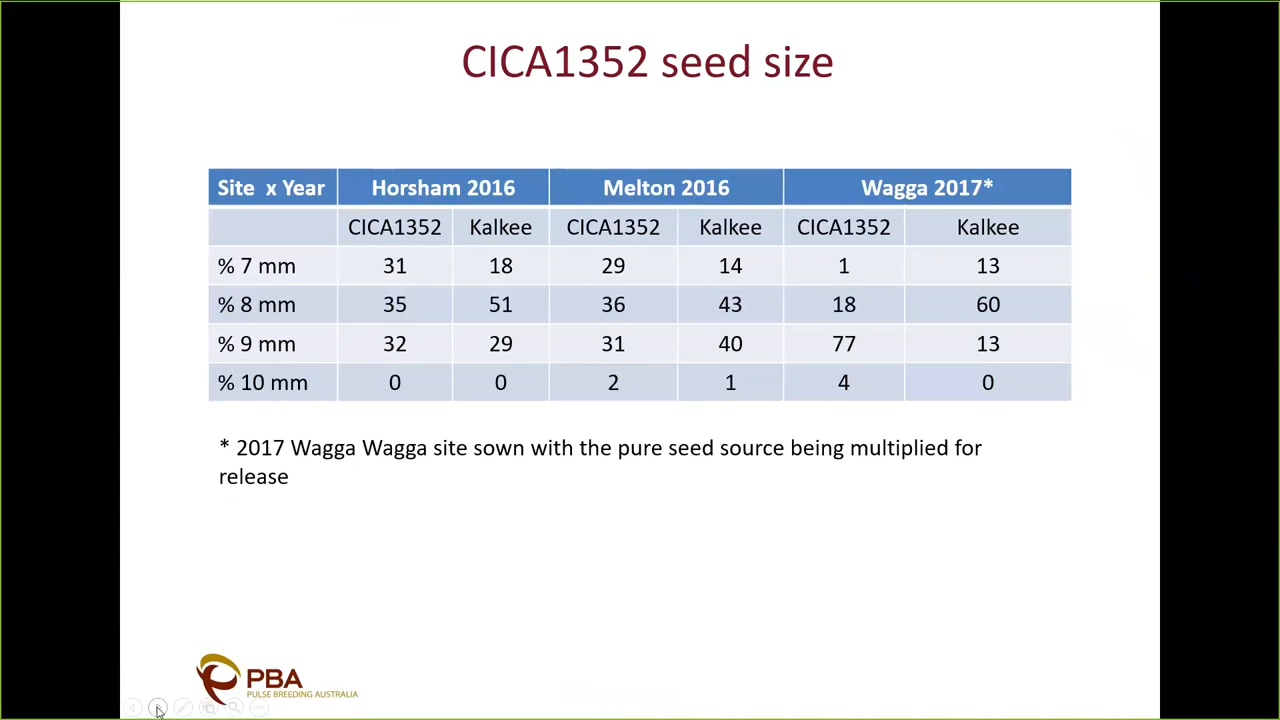 CICA1352 seed size
Site x Year Horsham 2016 Melton 2016 Wagga 2017*
CICA1352 Kalkee CICA1352 Kalkee CICA1352 Kalkee
% 7 mm 31 18 29 14 1 13
% 8 mm 35 51 36 43 18 60
% 9 mm 32 29 31 40 77 13
% 10 mm 0 0 2 1 4 0
* 2017 Wagga Wagga site sown with the pure seed source being multiplied for
release
PBA
PULSE BREEDING AUSTRALIA